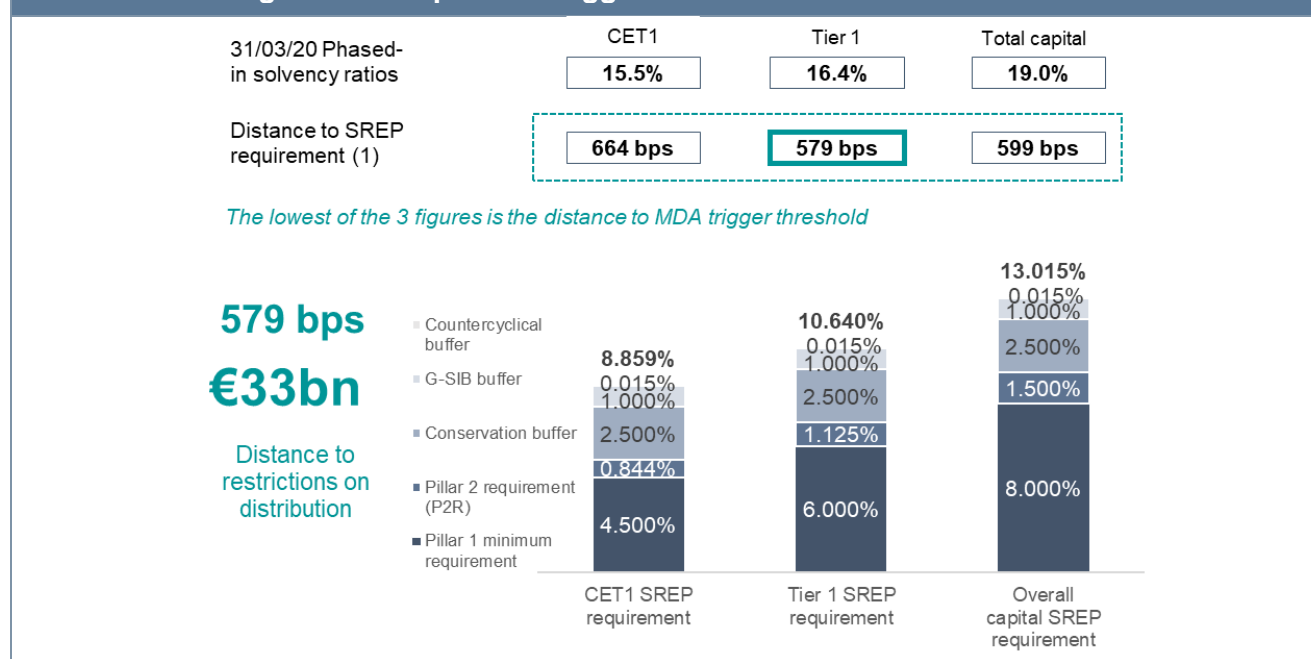 31/03/20 Phased-
in solvency ratios
CET1
Tier 1
Total capital
15.5%
16.4%
19.0%
Distance to SREP
requirement (1)
664 bps
579 bps
599 bps
The lowest of the 3 figures is the distance to MDA trigger threshold
579 bps
€33bn
Distance to
restrictions on
distribution
Countercyclical
buffer
G-SIB buffer
Conservation buffer
Pillar 2 requirement
(P2R)
Pillar 1 minimum
requirement
8.859%
0.015%
1.000%
2.500%
0.844%
4.500%
CET1 SREP
requirement
10.640%
0.015%
1.000%
2.500%
1.125%
6.000%
Tier 1 SREP
requirement
13.015%
0.015%
1.000%
2.500%
1.500%
8.000%
Overall
capital SREP
requirement